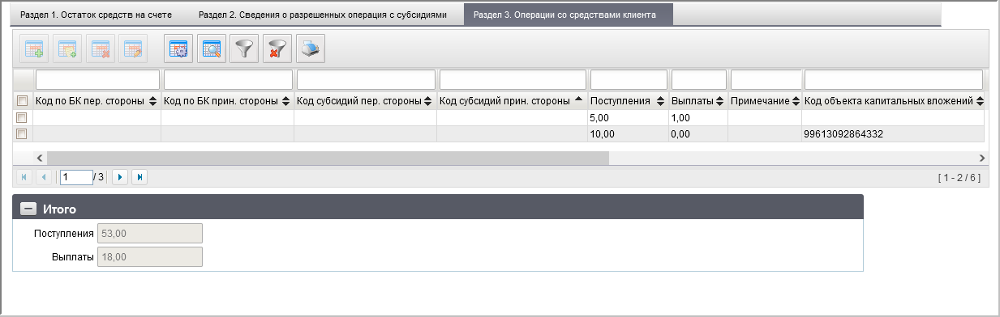 Раздел 1. Остаток средств на счете Раздел 2. Сведения о разрешенных операция с субсидиями Раздел 3. Операции со средствами клиента
Код по БК пер. стороны Код по БК прин. стороны Код субсидий пер. стороны Код субсидий прин. стороны Поступления Выплаты Примечание Код объекта капитальных вложений
5,00 1,00
10,00 0,00 99613092864332
1 / 3 [ 1 - 2 / 6 ]
Итого
Поступления 53,00
Выплаты 18,00